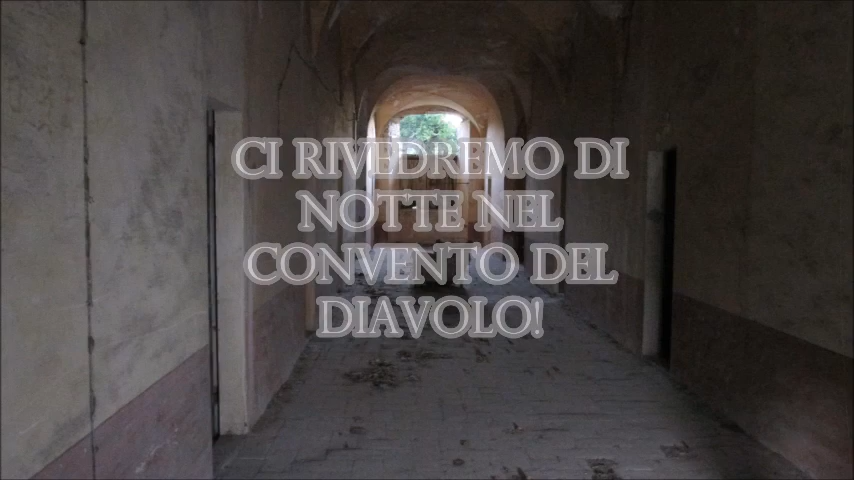 CI RIVEDREMO DI
NOTTE NEL
CONVENTO DEL
DIAVOLO!